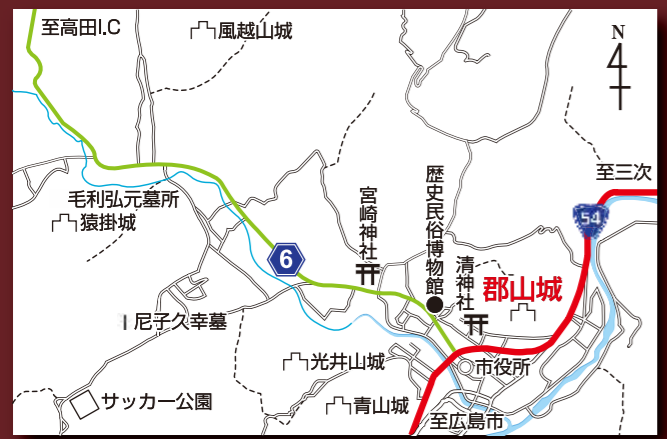 至高田I.C
風越山城
N
至三次
54
毛利弘元墓所
猿掛城
宮崎神社
歴史民俗博物館
清神社
郡山城
6
尼子久幸墓
光井山城
市役所
サッカー公園
青山城
至広島市